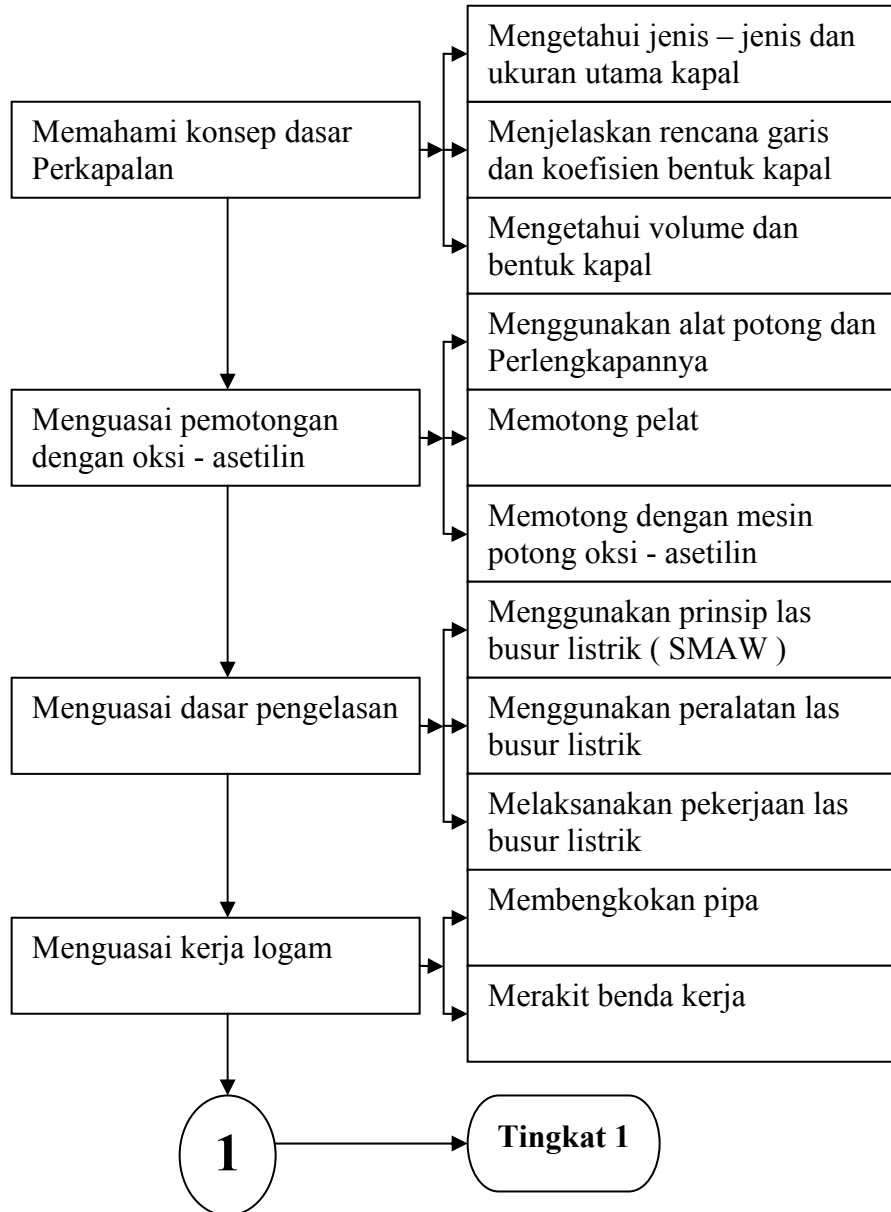 Memahami konsep dasar
Perkapalan
Mengetahui jenis – jenis dan
ukuran utama kapal
Menjelaskan rencana garis
dan koefisien bentuk kapal
Mengetahui volume dan
bentuk kapal
Menguasai pemotongan
dengan oksi - asetilin
Menggunakan alat potong dan
Perlengkapannya
Memotong pelat
Memotong dengan mesin
potong oksi - asetilin
Menguasai dasar pengelasan
Menggunakan prinsip las
busur listrik ( SMAW )
Menggunakan peralatan las
busur listrik
Melaksanakan pekerjaan las
busur listrik
Menguasai kerja logam
Membengkokan pipa
Merakit benda kerja
1
Tingkat 1